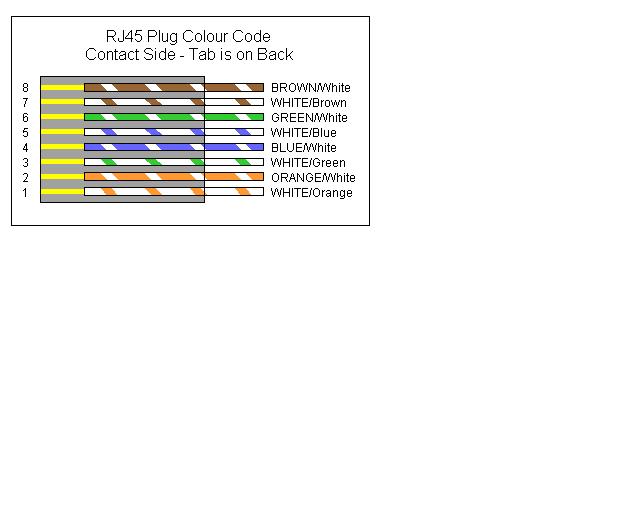 RJ45 Plug Colour Code
Contact Side - Tab is on Back
8 BROWN/White
7 WHITE/Brown
6 GREEN/White
5 WHITE/Blue
4 BLUE/White
3 WHITE/Green
2 ORANGE/White
1 WHITE/Orange